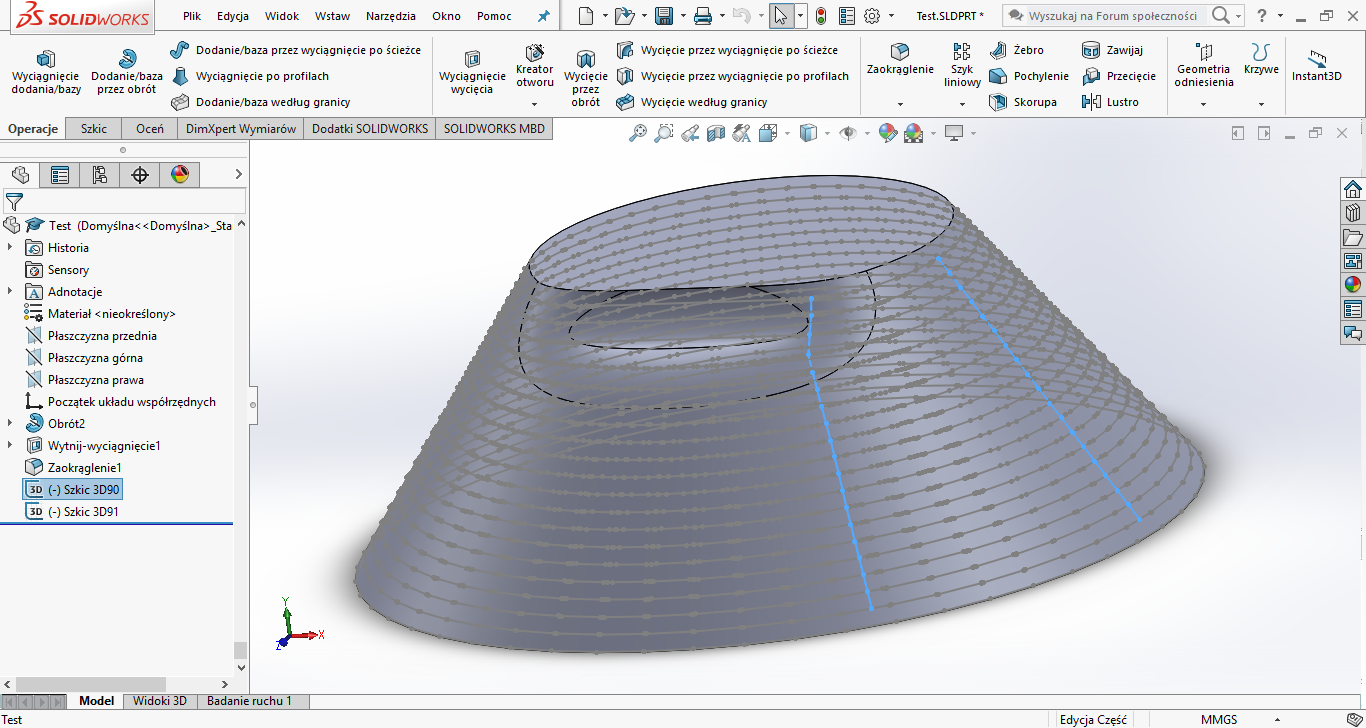 SOLIDWORKS
Plik Edycja Widok Wstaw Narzędzia Okno Pomoc
Test.SLDPRT *
Wyszukaj na Forum społeczności
?
Wyciągnięcie
dodania/bazy
Dodanie/baza
przez obrót
Dodanie/baza przez wyciągnięcie po ścieżce
Wyciągnięcie po profilach
Dodanie/baza według granicy
Wyciągnięcie
wycięcia
Kreator
otworu
Wycięcie
przez
obrót
Wycięcie przez wyciągnięcie po ścieżce
Wycięcie przez wyciągnięcie po profilach
Wycięcie według granicy
Zaokrąglenie
Szyk
liniowy
Żebro
Pochylenie
Skorupa
Zawijaj
Przecięcie
Lustro
Geometria
odniesienia
Krzywe
Instant3D
Operacje Szkic Oceń DimXpert Wymiarów Dodatki SOLIDWORKS SOLIDWORKS MBD
Test (Domyślna<<Domyślna>_Sta
Historia
Sensory
A Adnotacje
Materiał <nieokreślony>
Płaszczyzna przednia
Płaszczyzna górna
Płaszczyzna prawa
Początek układu współrzędnych
Obrót2
Wytnij-wyciągnięcie1
Zaokrąglenie1
3D (-) Szkic 3D90
3D (-) Szkic 3D91
Y
X
Z
Model Widoki 3D Badanie ruchu 1
Test
Edycja Część
MMGS